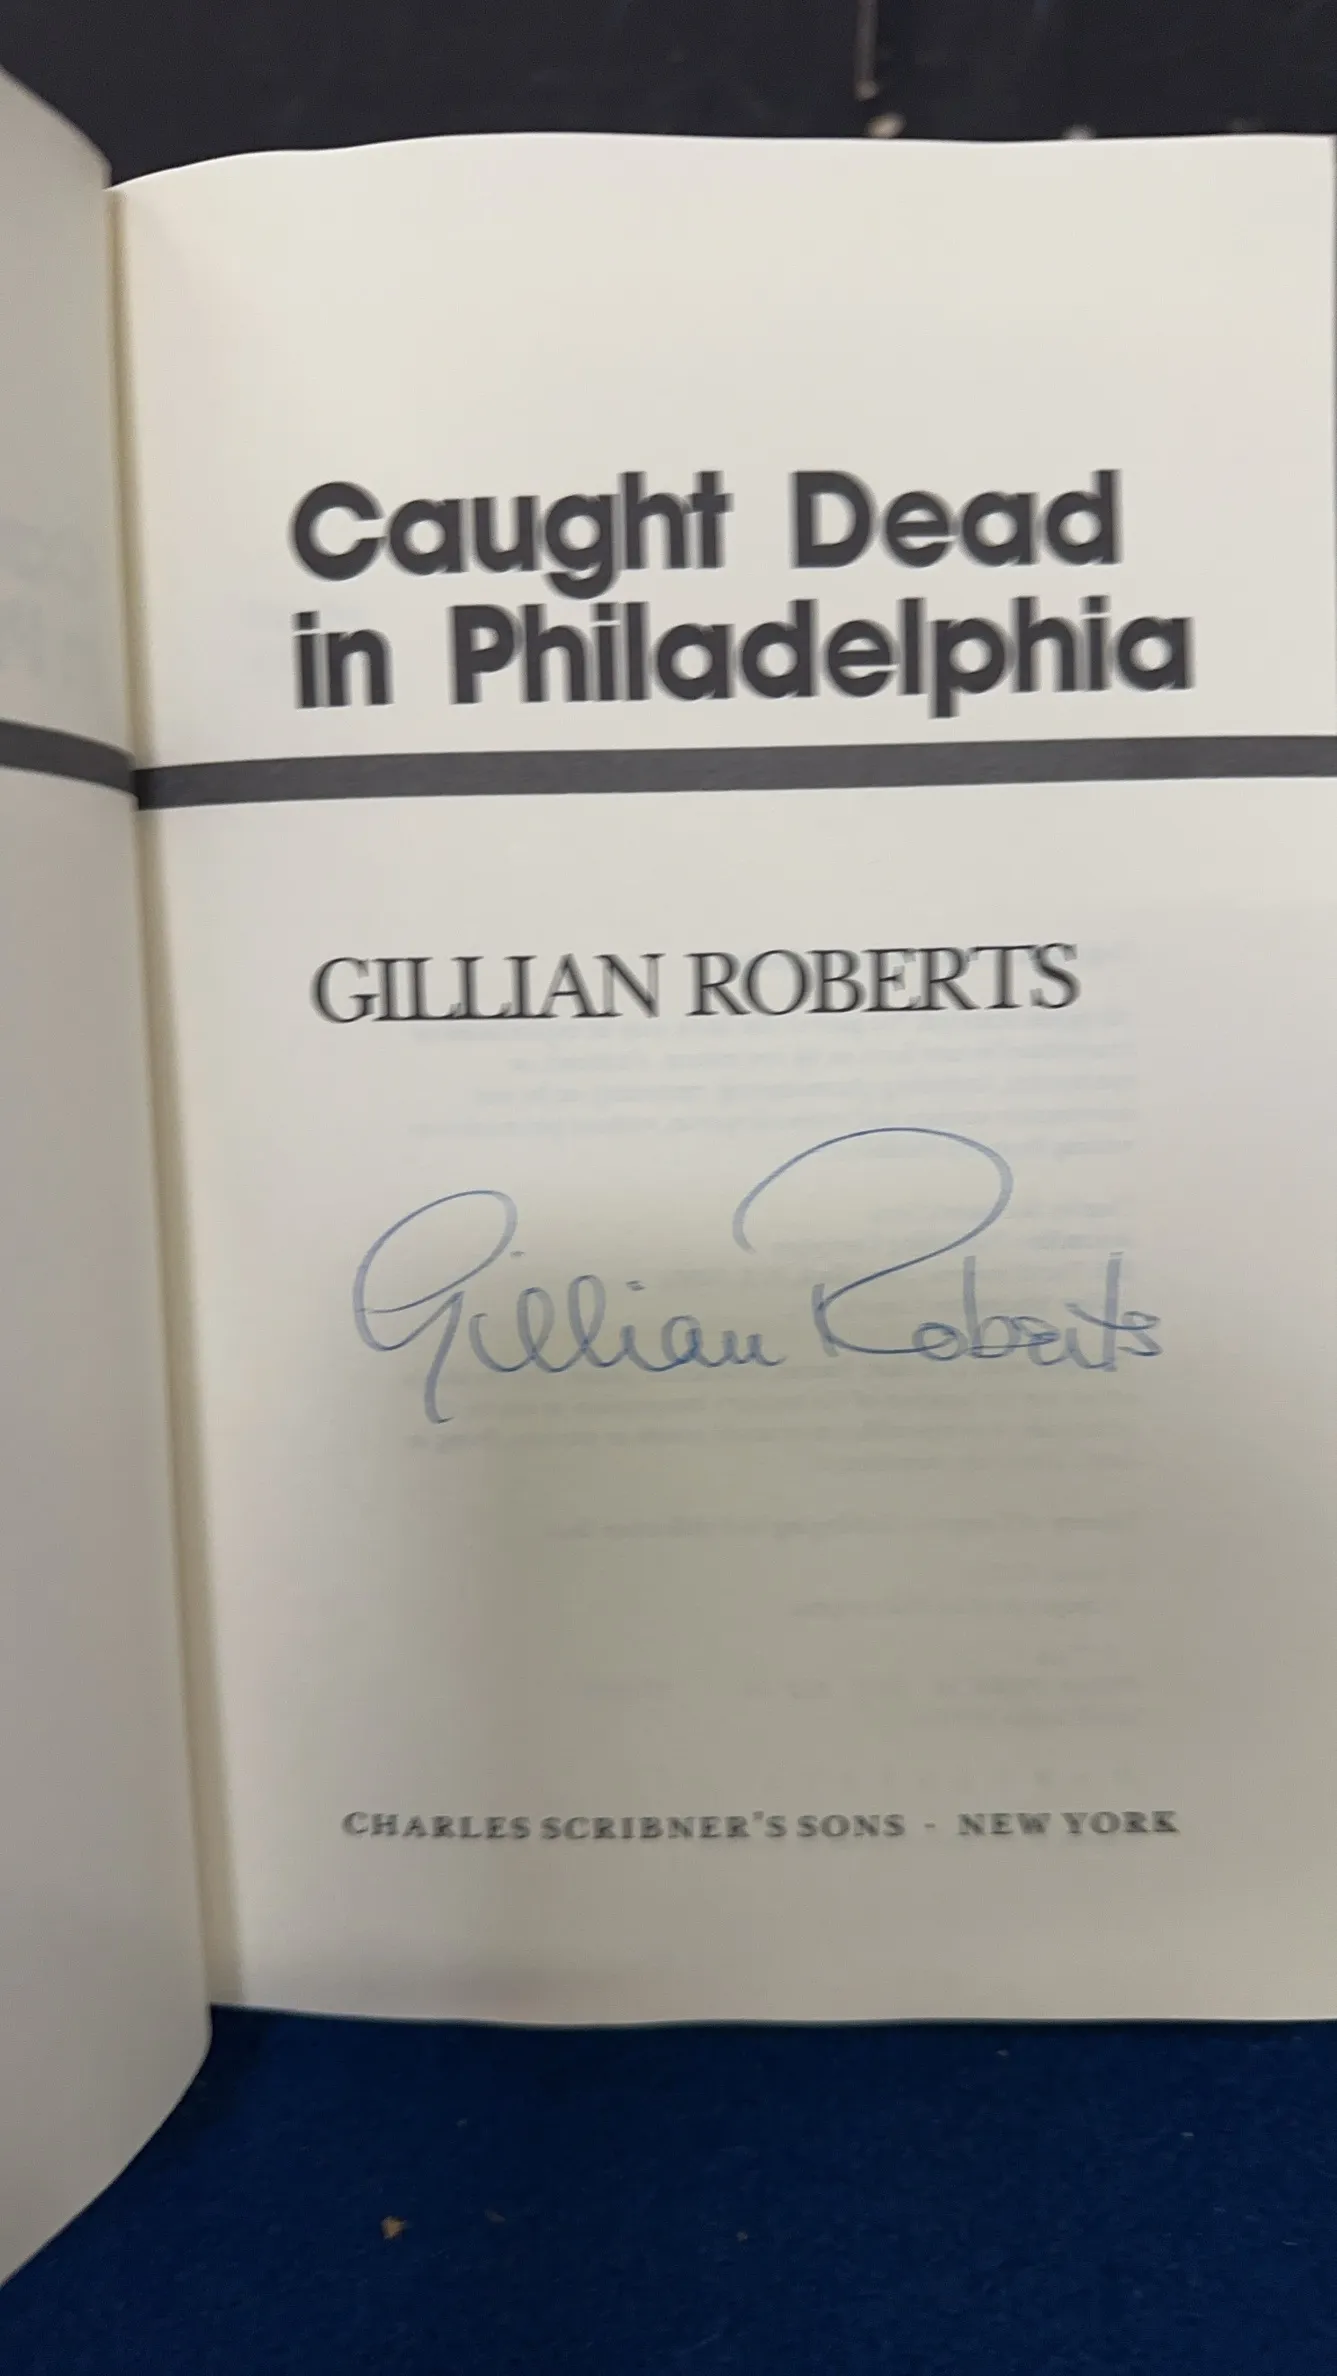 Caught Dead
in Philadelphia
GILLIAN ROBERTS
Gillian Roberts
CHARLES SCRIBNER'S SONS · NEW YORK